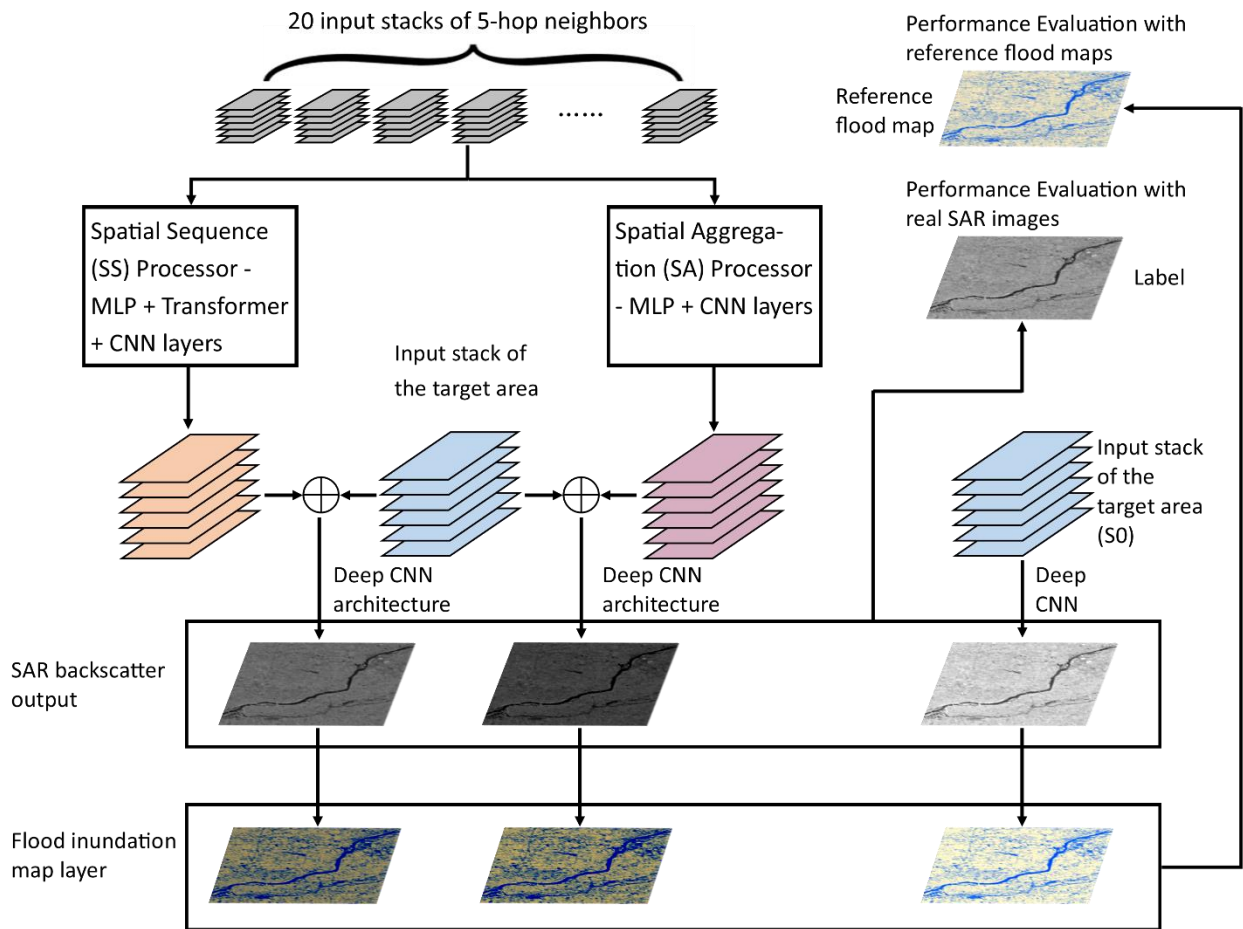 20 input stacks of 5-hop neighbors
......
Performance Evaluation with
reference flood maps
Reference
flood map
Performance Evaluation with
real SAR images
Label
Spatial Sequence
(SS) Processor -
MLP + Transformer
+ CNN layers
Spatial Aggrega-
tion (SA) Processor
- MLP + CNN layers
Input stack of
the target area
Input stack
of the
target area
(S0)
Deep CNN
architecture
Deep CNN
architecture
Deep
CNN
SAR backscatter
output
Flood inundation
map layer